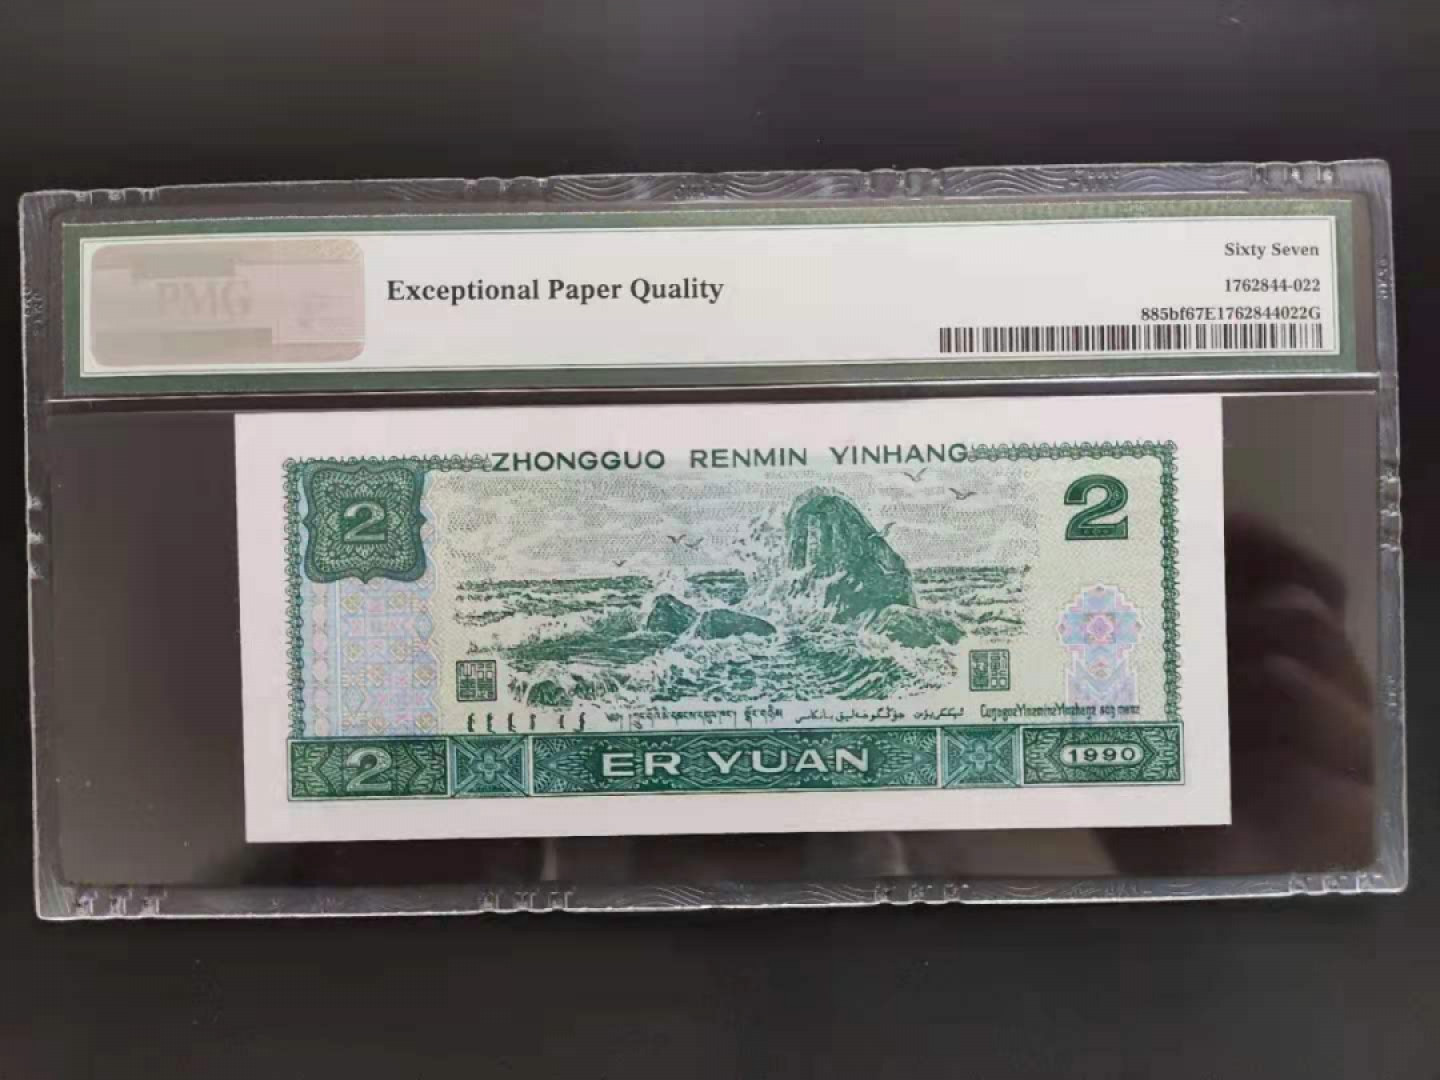 PMG
Exceptional Paper Quality
Sixty Seven
1762844-022
885bf67E1762844022G
ZHONGGUO RENMIN YINHANG
2
2
2
ER YUAN
1990